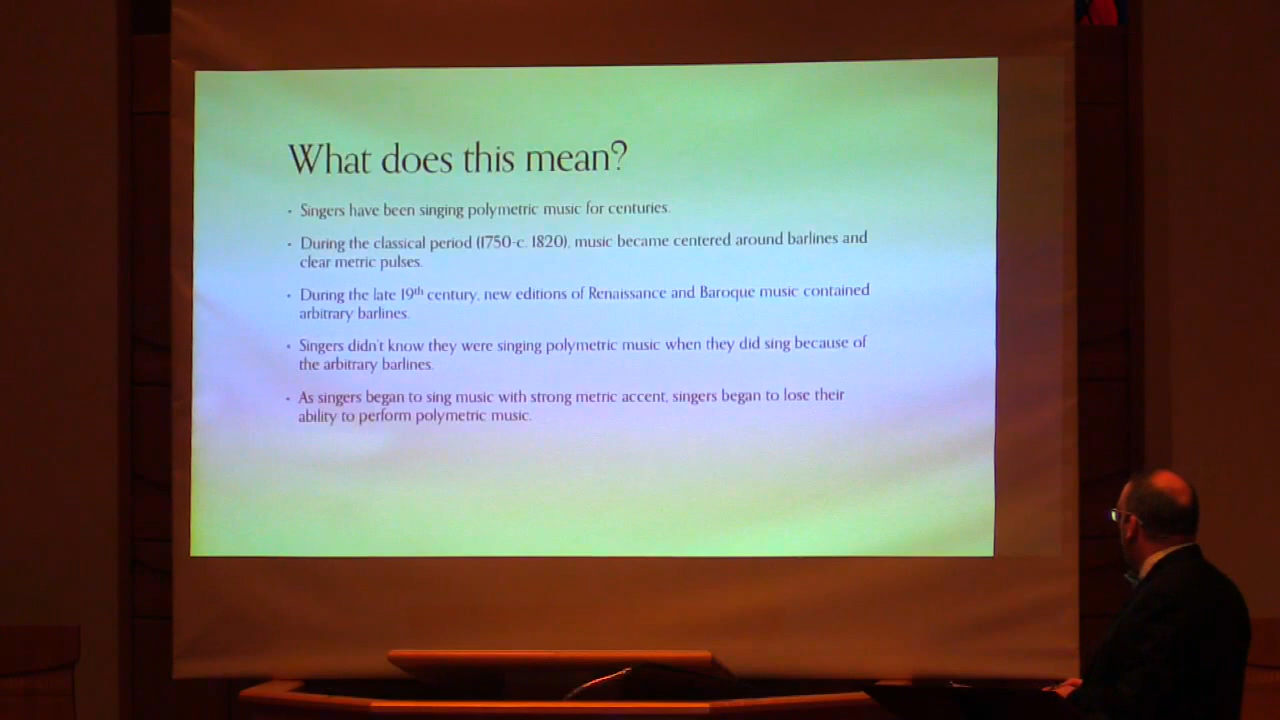 What does this mean?
• Singers have been singing polymetric music for centuries.
• During the classical period (1750-c. 1820), music became centered around barlines and
clear metric pulses.
• During the late 19th century, new editions of Renaissance and Baroque music contained
arbitrary barlines.
• Singers didn't know they were singing polymetric music when they did sing because of
the arbitrary barlines.
• As singers began to sing music with strong metric accent, singers began to lose their
ability to perform polymetric music.